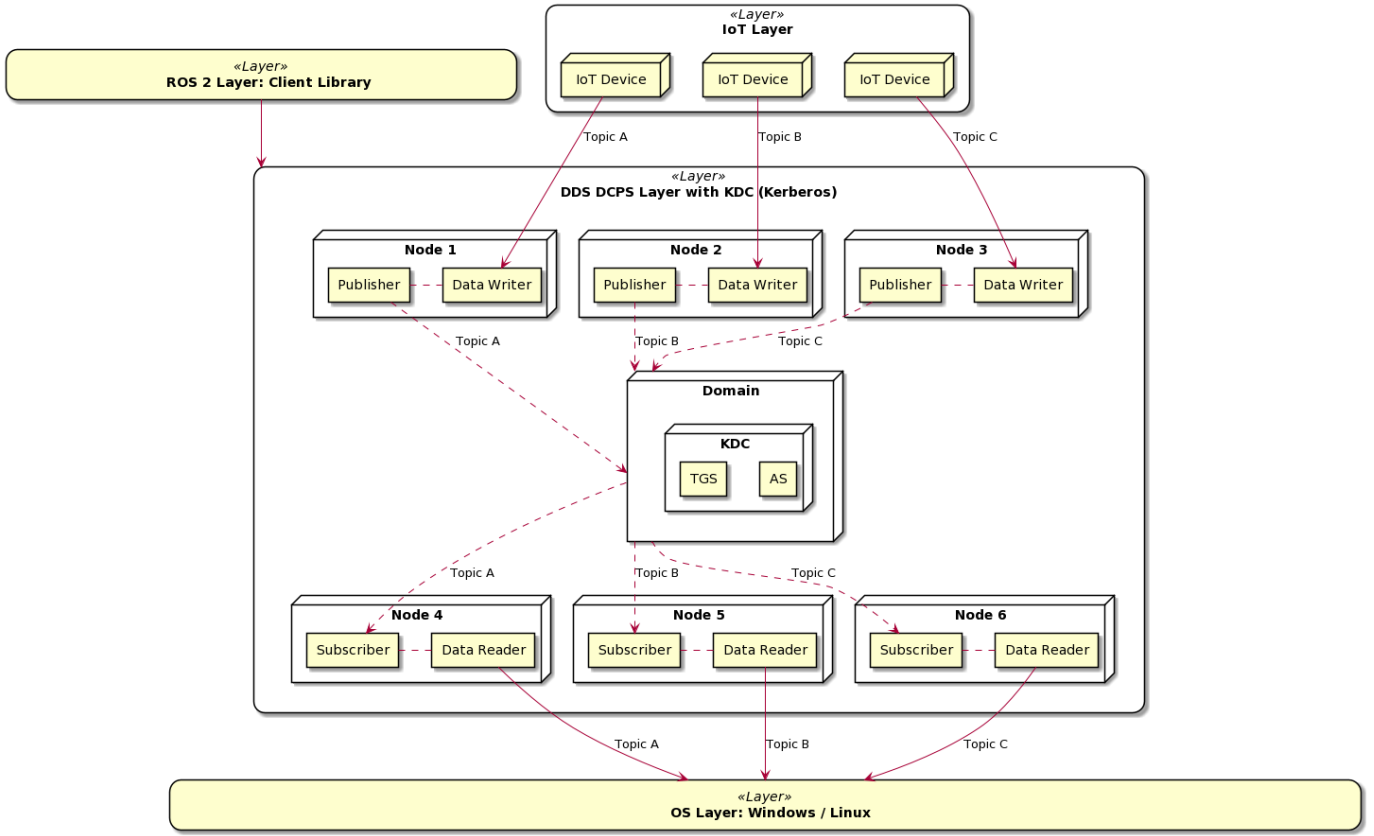 «Layer»
IoT Layer
IoT Device
IoT Device
IoT Device
«Layer»
ROS 2 Layer: Client Library
Topic A
Topic B
Topic C
«Layer»
DDS DCPS Layer with KDC (Kerberos)
Node 1
Publisher
Data Writer
Node 2
Publisher
Data Writer
Node 3
Publisher
Data Writer
Topic A
Topic B
Topic C
Domain
KDC
TGS
AS
Topic A
Topic B
Topic C
Node 4
Subscriber
Data Reader
Node 5
Subscriber
Data Reader
Node 6
Subscriber
Data Reader
Topic A
Topic B
Topic C
«Layer»
OS Layer: Windows / Linux